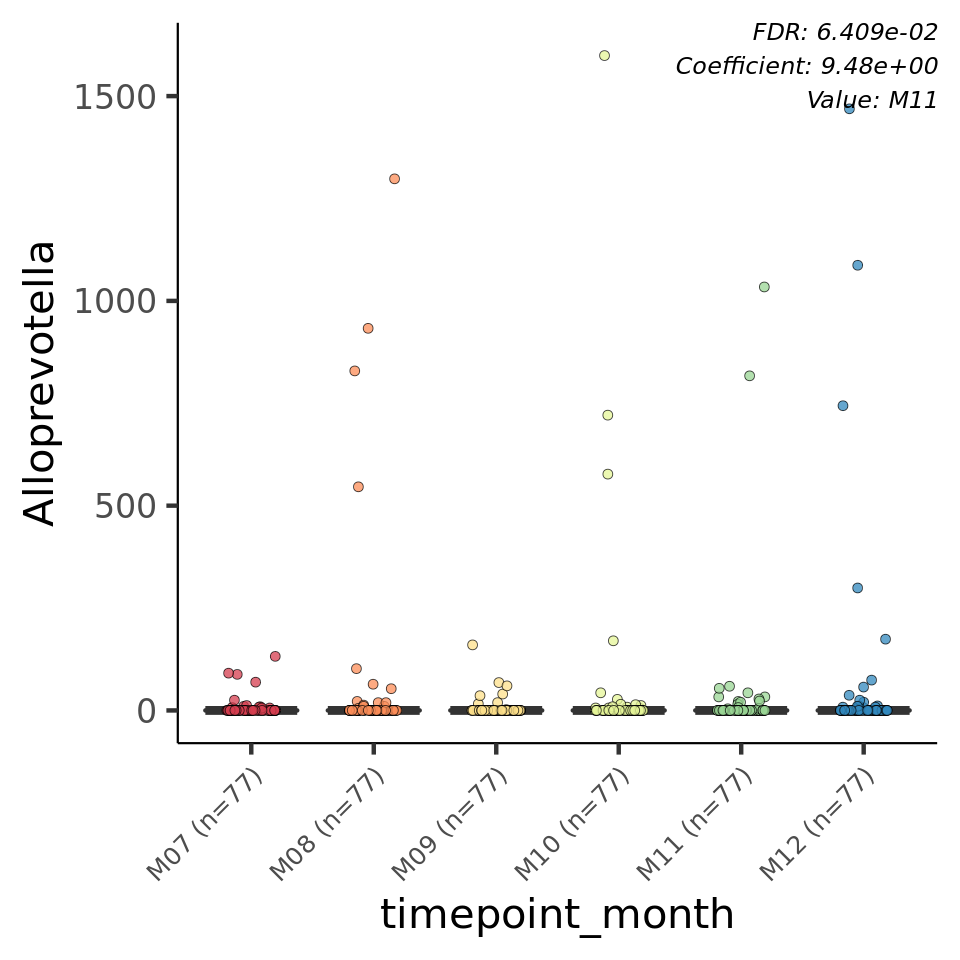 FDR: 6.409e-02
Coefficient: 9.48e+00
Value: M11
1500
1000
500
0
Alloprevotella
M07 (n=77)
M08 (n=77)
M09 (n=77)
M10 (n=77)
M11 (n=77)
M12 (n=77)
timepoint_month